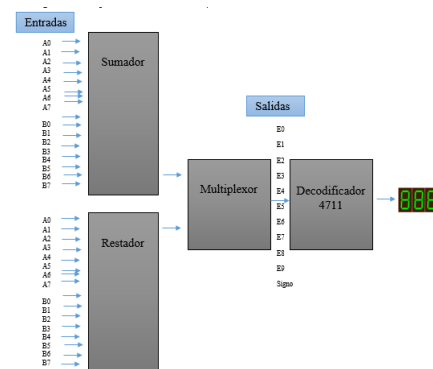 Entradas
A0
A1
A2
A3
A4
A5
A6
A7
B0
B1
B2
B3
B4
B5
B6
B7
Sumador
A0
A1
A2
A3
A4
A5
A6
A7
B0
B1
B2
B3
B4
B5
B6
B7
Restador
Multiplexor
Salidas
E0
E1
E2
E3
E4
E5
E6
E7
E8
E9
Signo
Decodificador
4711
888